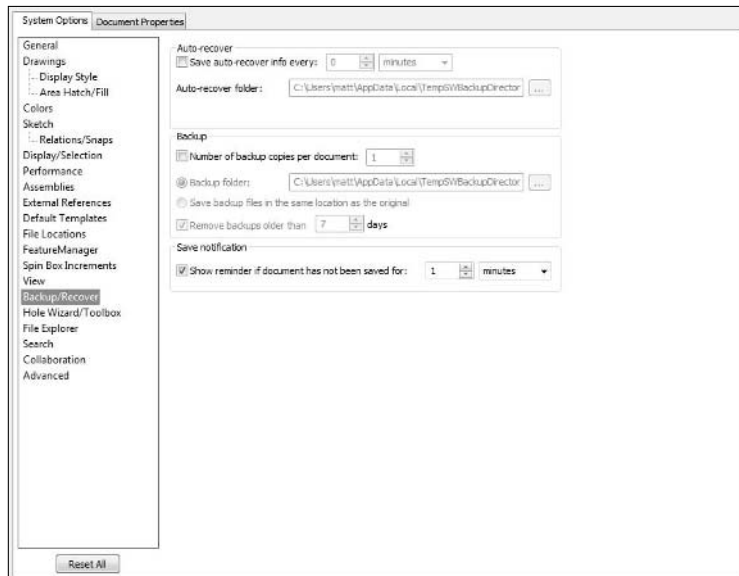 System Options
Document Properties
General
Drawings
Display Style
Area Hatch/Fill
Colors
Sketch
Relations/Snaps
Display/Selection
Performance
Assemblies
External References
Default Templates
File Locations
FeatureManager
Spin Box Increments
View
Backup/Recover
Hole Wizard/Toolbox
File Explorer
Search
Collaboration
Advanced
Reset All
Auto-recover
Save auto-recover info every: 0 minutes
Auto-recover folder: C:\Users\matt\AppData\Local\TempSWBackupDirector ...
Backup
Number of backup copies per document: 1
Backup folder: C:\Users\matt\AppData\Local\TempSWBackupDirector ...
Save backup files in the same location as the original
Remove backups older than 7 days
Save notification
Show reminder if document has not been saved for: 1 minutes